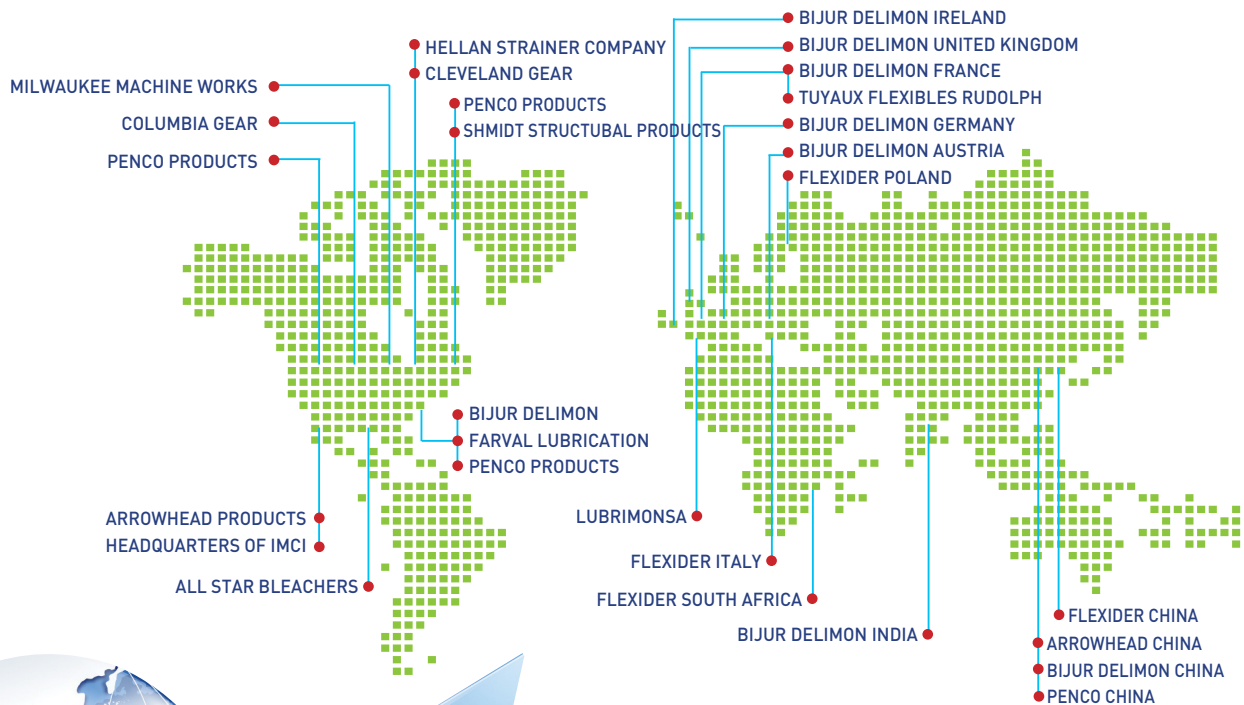 HELLAN STRAINER COMPANY
CLEVELAND GEAR
MILWAUKEE MACHINE WORKS
COLUMBIA GEAR
PENCO PRODUCTS
PENCO PRODUCTS
SHMIDT STRUCTUBAL PRODUCTS
BIJUR DELIMON IRELAND
BIJUR DELIMON UNITED KINGDOM
BIJUR DELIMON FRANCE
TUYAUX FLEXIBLES RUDOLPH
BIJUR DELIMON GERMANY
BIJUR DELIMON AUSTRIA
FLEXIDER POLAND
BIJUR DELIMON
FARVAL LUBRICATION
PENCO PRODUCTS
ARROWHEAD PRODUCTS
HEADQUARTERS OF IMCI
ALL STAR BLEACHERS
LUBRIMONSA
FLEXIDER ITALY
FLEXIDER SOUTH AFRICA
BIJUR DELIMON INDIA
FLEXIDER CHINA
ARROWHEAD CHINA
BIJUR DELIMON CHINA
PENCO CHINA